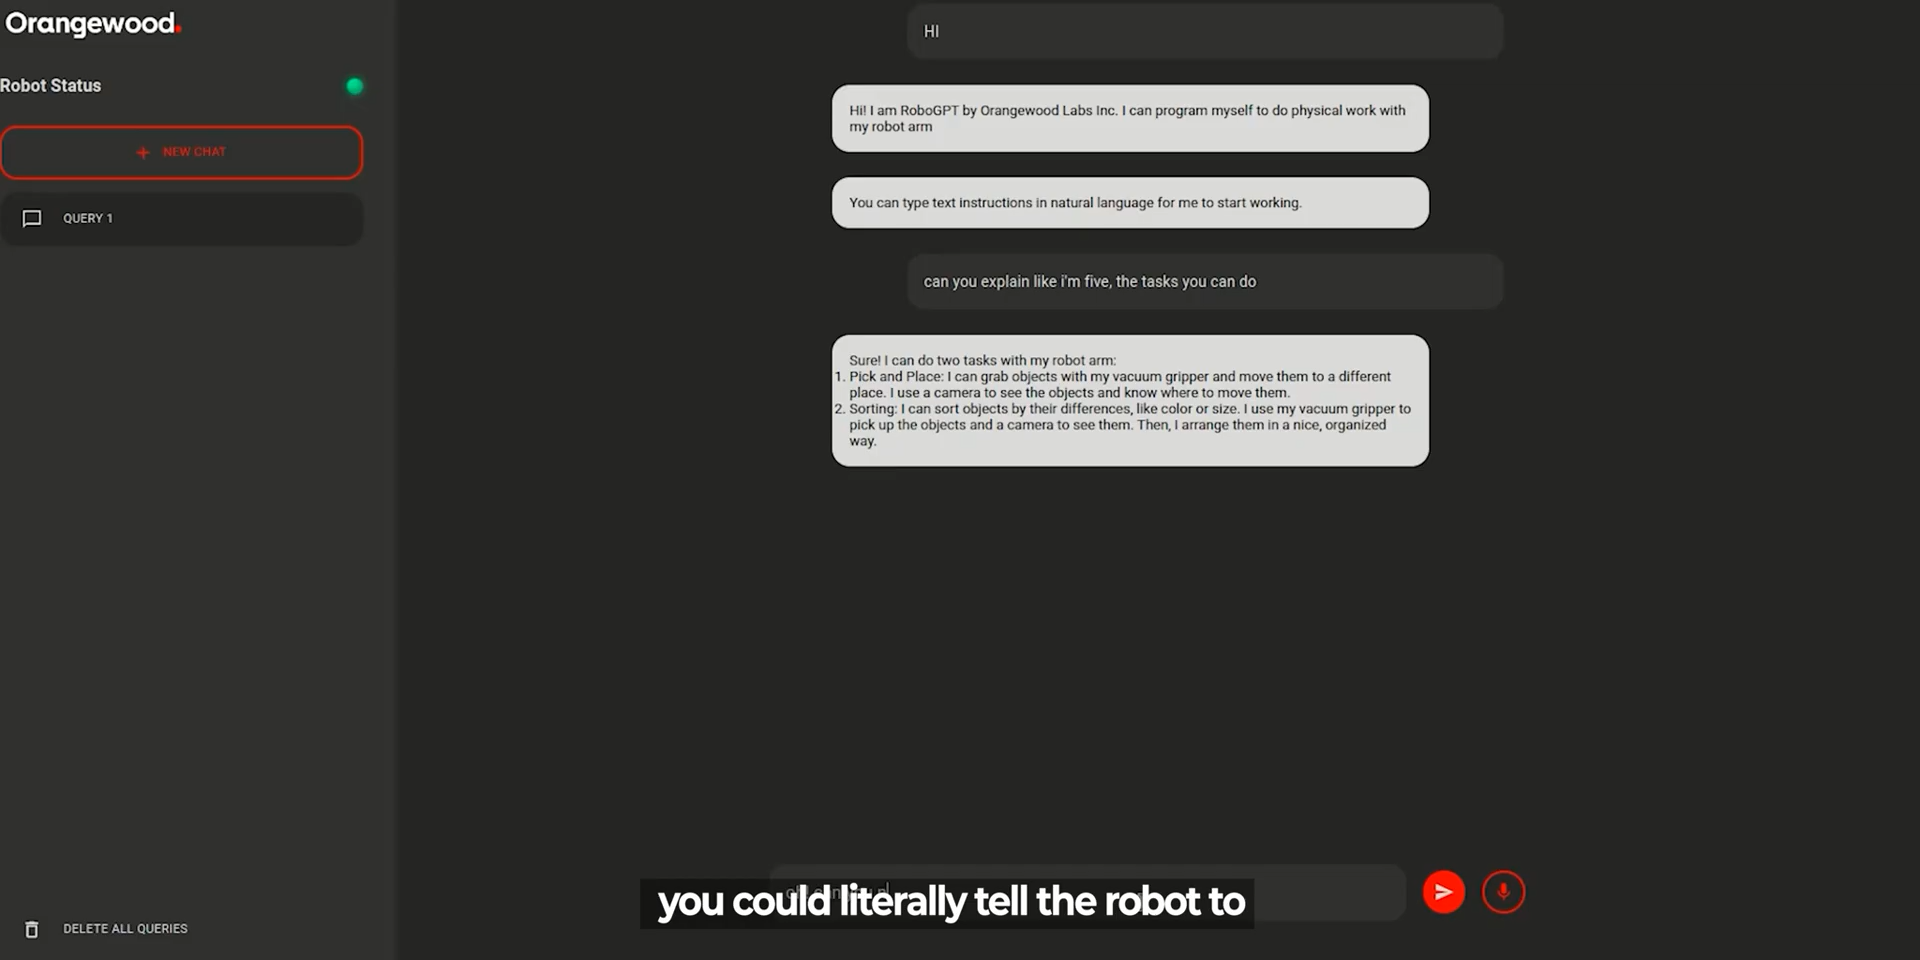 Orangewood.
Robot Status
+ NEW CHAT
QUERY 1
DELETE ALL QUERIES
HI
Hi! I am RoboGPT by Orangewood Labs Inc. I can program myself to do physical work with
my robot arm
You can type text instructions in natural language for me to start working.
can you explain like i'm five, the tasks you can do
Sure! I can do two tasks with my robot arm:
1. Pick and Place: I can grab objects with my vacuum gripper and move them to a different
place. I use a camera to see the objects and know where to move them.
2. Sorting: I can sort objects by their differences, like color or size. I use my vacuum gripper to
pick up the objects and a camera to see them. Then, I arrange them in a nice, organized
way.
you could literally tell the robot to